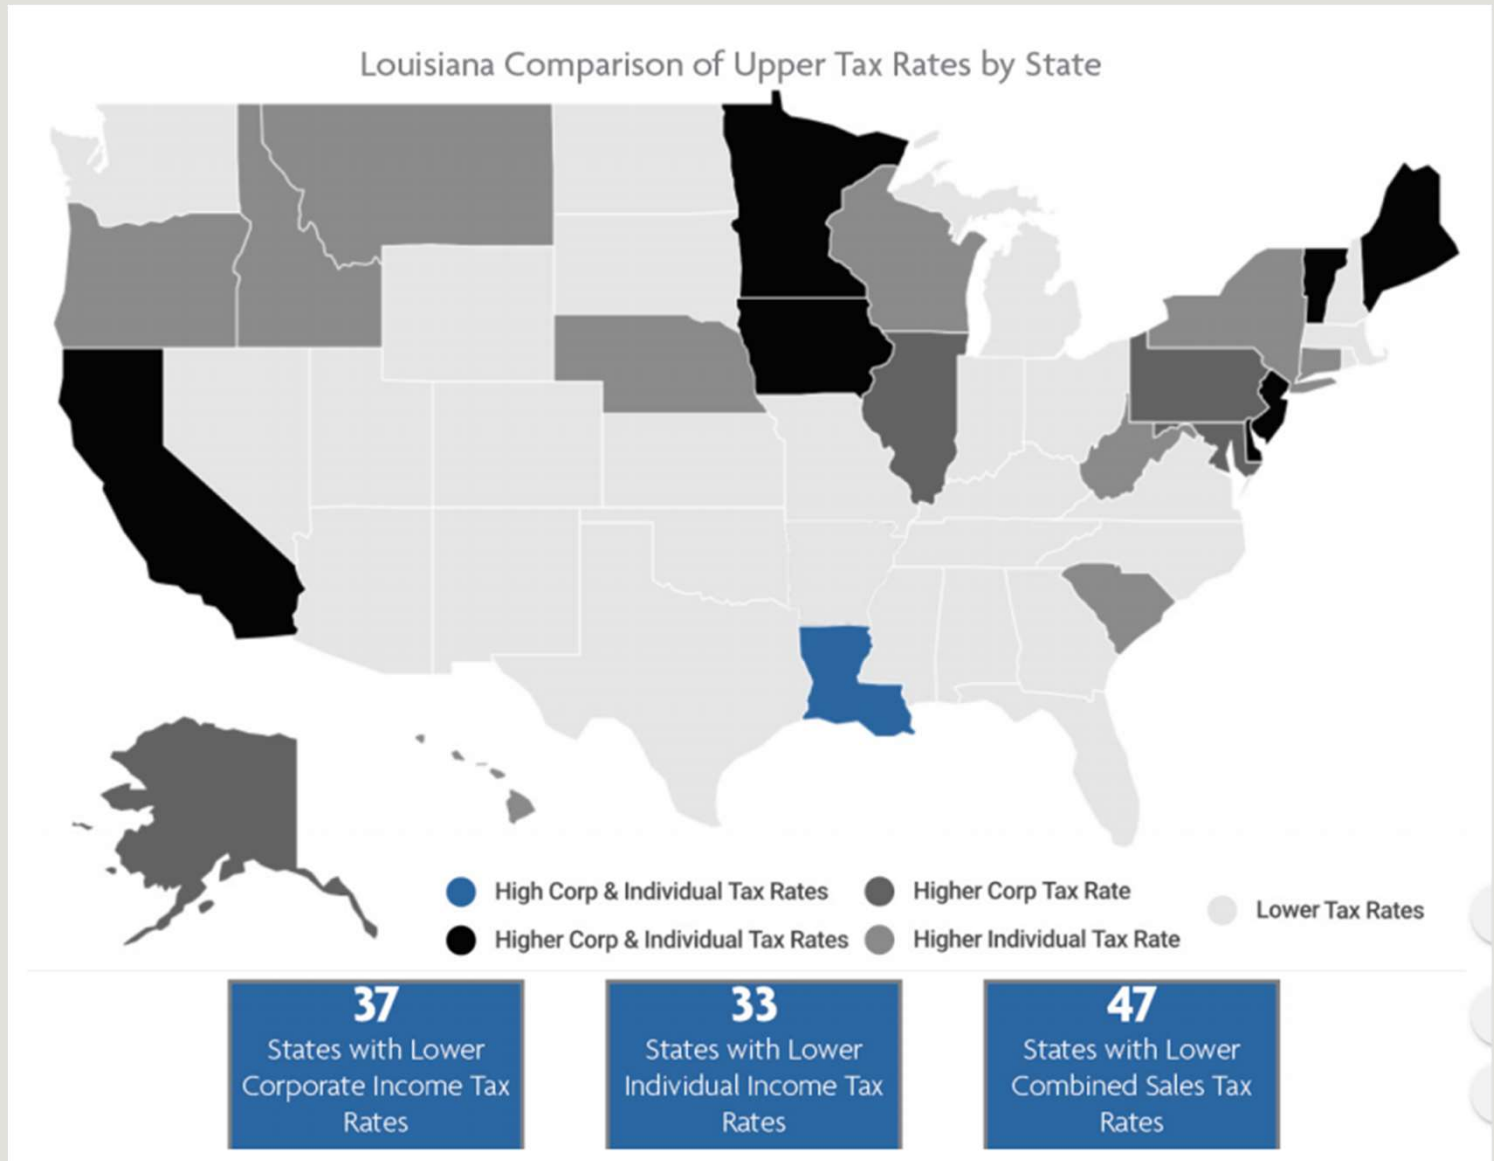 Louisiana Comparison of Upper Tax Rates by State
High Corp & Individual Tax Rates
Higher Corp Tax Rate
Lower Tax Rates
Higher Corp & Individual Tax Rates
Higher Individual Tax Rate
37
States with Lower
Corporate Income Tax
Rates
33
States with Lower
Individual Income Tax
Rates
47
States with Lower
Combined Sales Tax
Rates